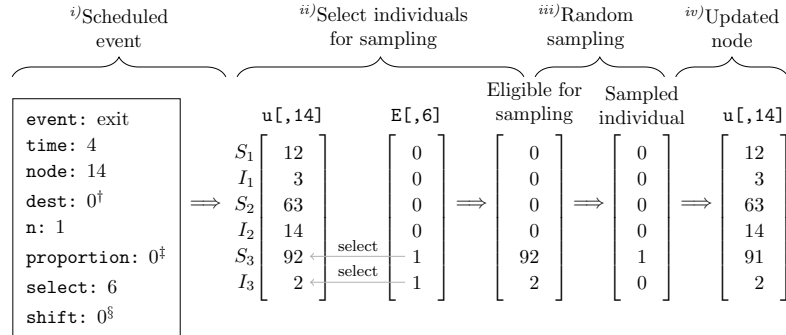 i)Scheduled event
ii)Select individuals for sampling
iii)Random sampling
iv)Updated node
event: exit
time: 4
node: 14
dest: 0†
n: 1
proportion: 0‡
select: 6
shift: 0§
u[,14] E[,6] Eligible for sampling Sampled individual u[,14]
S1 12 0 0 0 12
I1 3 0 0 0 3
S2 63 0 0 0 63
I2 14 0 0 0 14
S3 92 select 1 92 1 91
I3 2 select 1 2 0 2